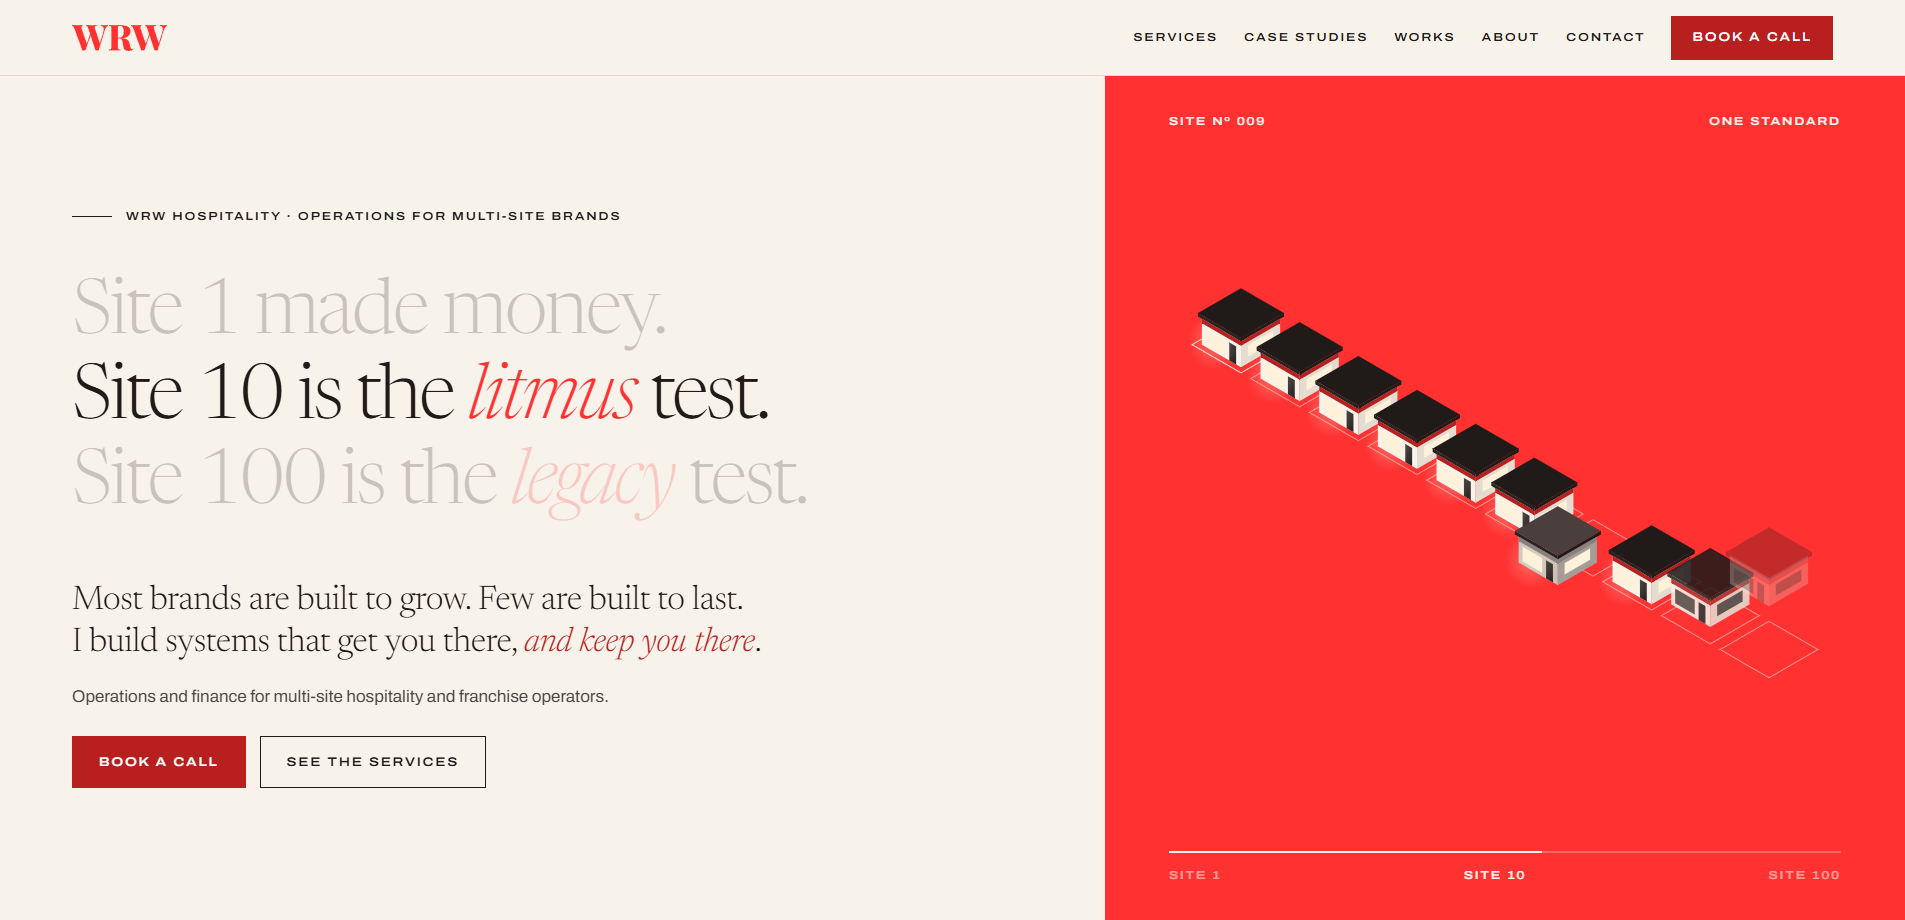 WRW
SERVICES CASE STUDIES WORKS ABOUT CONTACT BOOK A CALL
SITE Nº 009
ONE STANDARD
WRW HOSPITALITY · OPERATIONS FOR MULTI-SITE BRANDS
Site 1 made money.
Site 10 is the litmus test.
Site 100 is the legacy test.
Most brands are built to grow. Few are built to last.
I build systems that get you there, and keep you there.
Operations and finance for multi-site hospitality and franchise operators.
BOOK A CALL SEE THE SERVICES
SITE 1 SITE 10 SITE 100